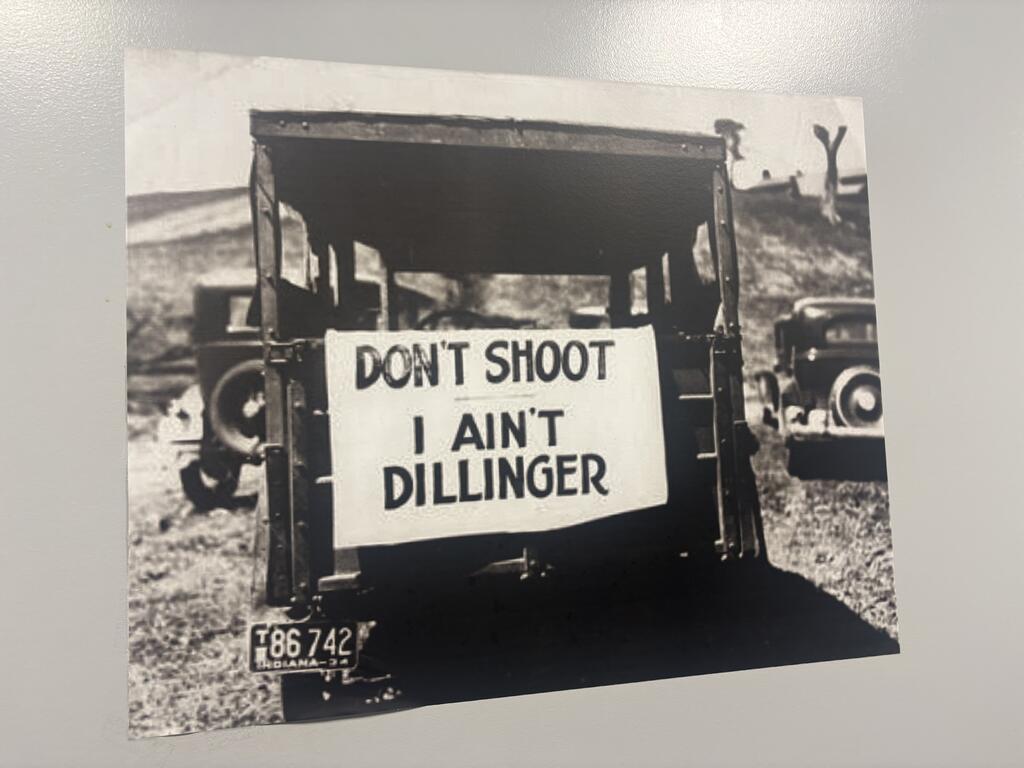 DON'T SHOOT
I AIN'T
DILLINGER
86 742
INDIANA-34